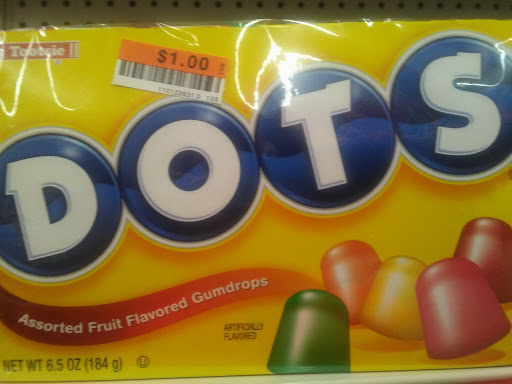 Tootsie
$1.00
DOTS
Assorted Fruit Flavored Gumdrops
ARTIFICIALLY
FLAVORED
NET WT 6.5 OZ (184 g) Ⓤ